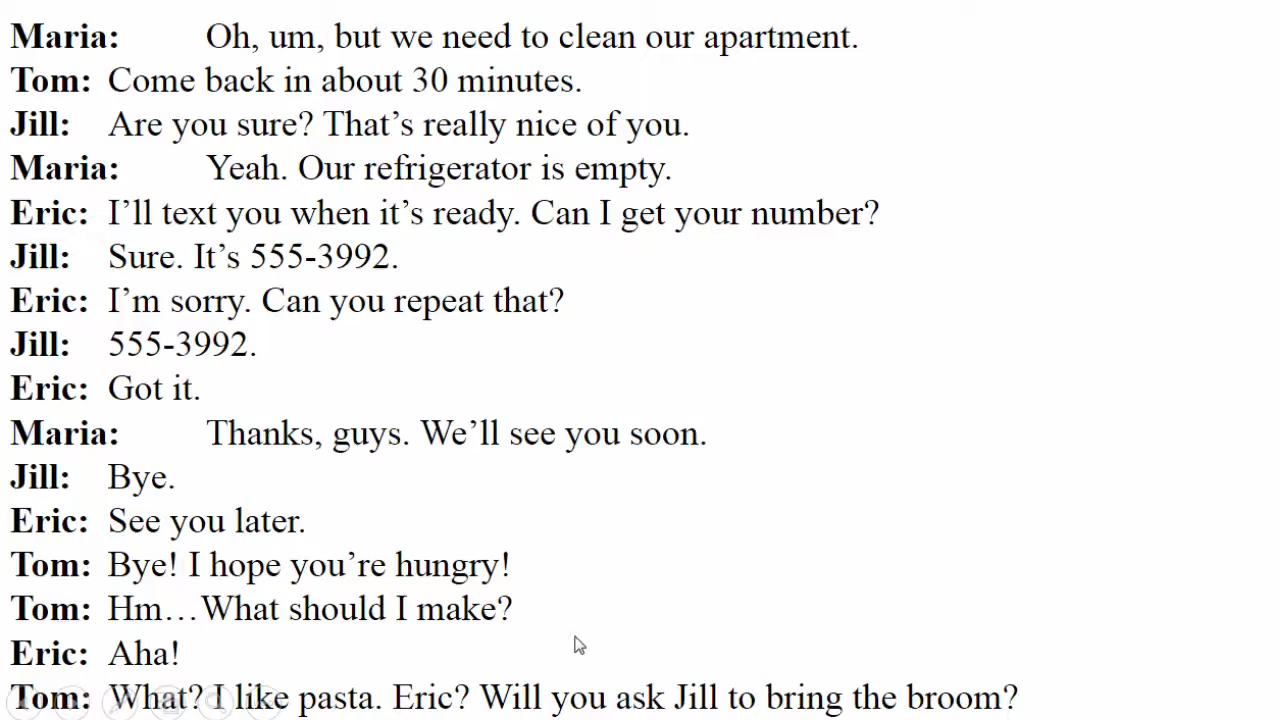 Maria: Oh, um, but we need to clean our apartment.
Tom: Come back in about 30 minutes.
Jill: Are you sure? That’s really nice of you.
Maria: Yeah. Our refrigerator is empty.
Eric: I’ll text you when it’s ready. Can I get your number?
Jill: Sure. It’s 555-3992.
Eric: I’m sorry. Can you repeat that?
Jill: 555-3992.
Eric: Got it.
Maria: Thanks, guys. We’ll see you soon.
Jill: Bye.
Eric: See you later.
Tom: Bye! I hope you’re hungry!
Tom: Hm…What should I make?
Eric: Aha!
Tom: What? I like pasta. Eric? Will you ask Jill to bring the broom?